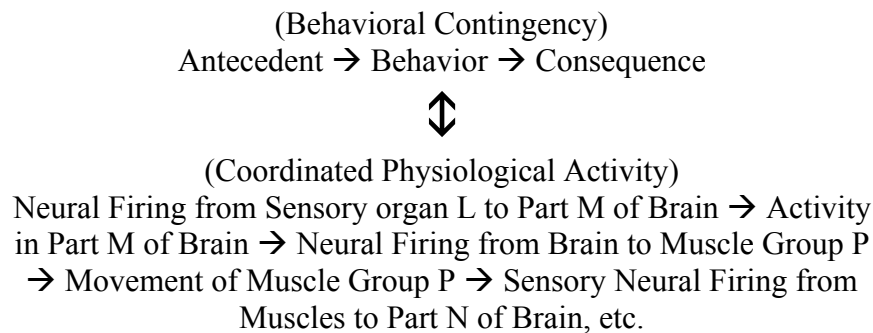 (Behavioral Contingency)
Antecedent → Behavior → Consequence
↕
(Coordinated Physiological Activity)
Neural Firing from Sensory organ L to Part M of Brain → Activity
in Part M of Brain → Neural Firing from Brain to Muscle Group P
→ Movement of Muscle Group P → Sensory Neural Firing from
Muscles to Part N of Brain, etc.